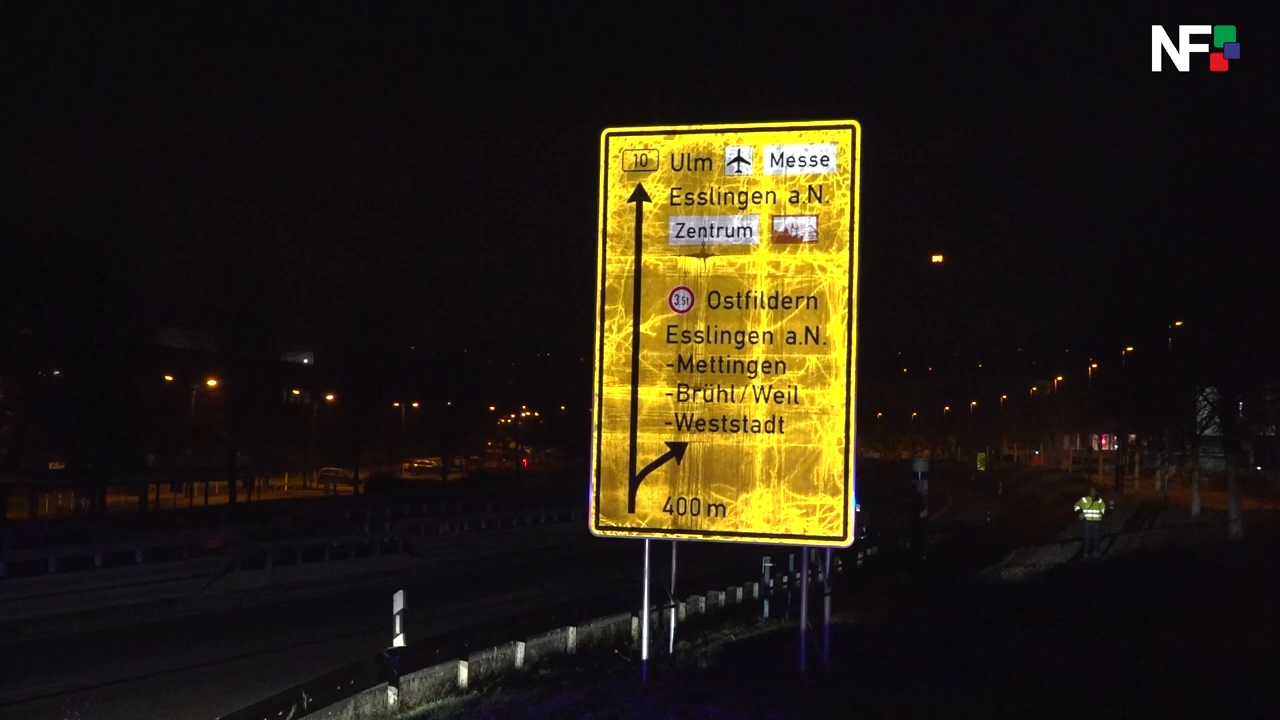 NF
10 Ulm Messe
Esslingen a.N.
Zentrum
3,5t Ostfildern
Esslingen a.N.
-Mettingen
-Brühl/Weil
-Weststadt
400 m